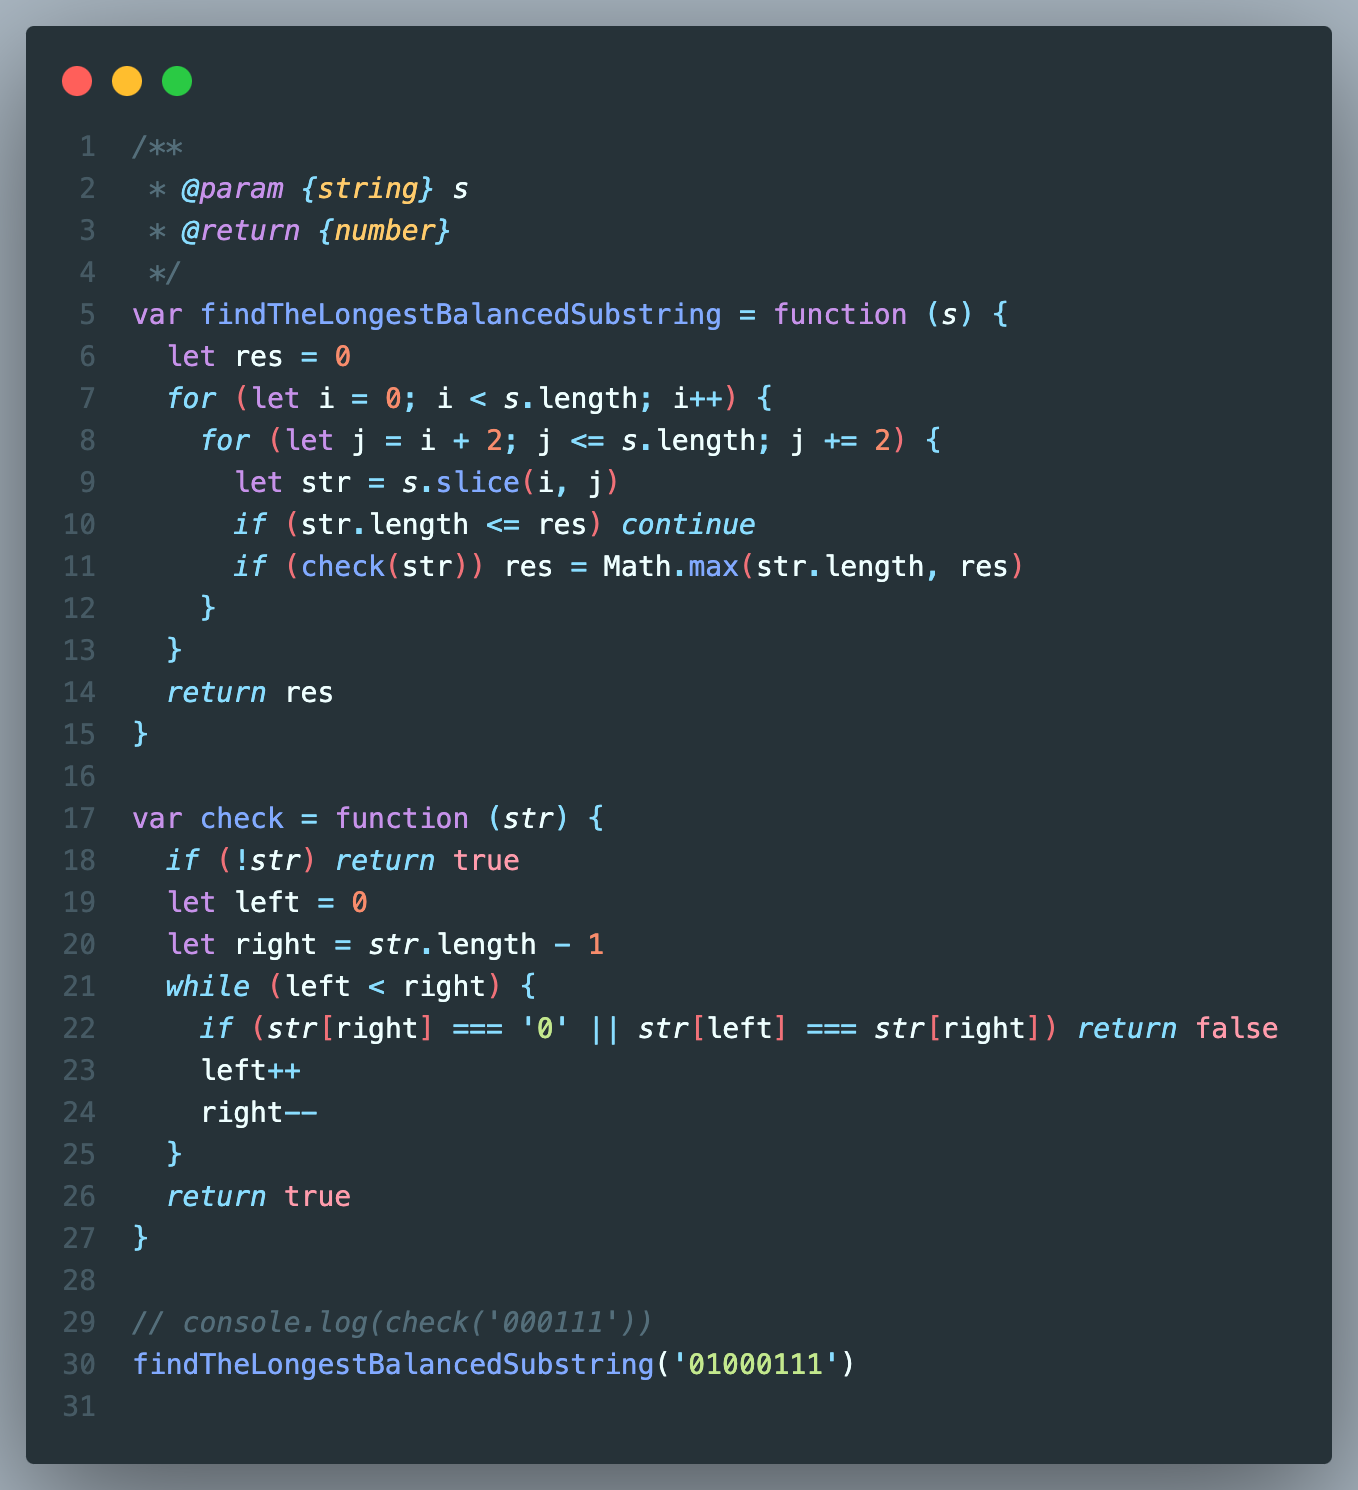 1 /**
2  * @param {string} s
3  * @return {number}
4  */
5 var findTheLongestBalancedSubstring = function (s) {
6   let res = 0
7   for (let i = 0; i < s.length; i++) {
8     for (let j = i + 2; j <= s.length; j += 2) {
9       let str = s.slice(i, j)
10       if (str.length <= res) continue
11       if (check(str)) res = Math.max(str.length, res)
12     }
13   }
14   return res
15 }
16
17 var check = function (str) {
18   if (!str) return true
19   let left = 0
20   let right = str.length - 1
21   while (left < right) {
22     if (str[right] === '0' || str[left] === str[right]) return false
23     left++
24     right--
25   }
26   return true
27 }
28
29 // console.log(check('000111'))
30 findTheLongestBalancedSubstring('01000111')
31